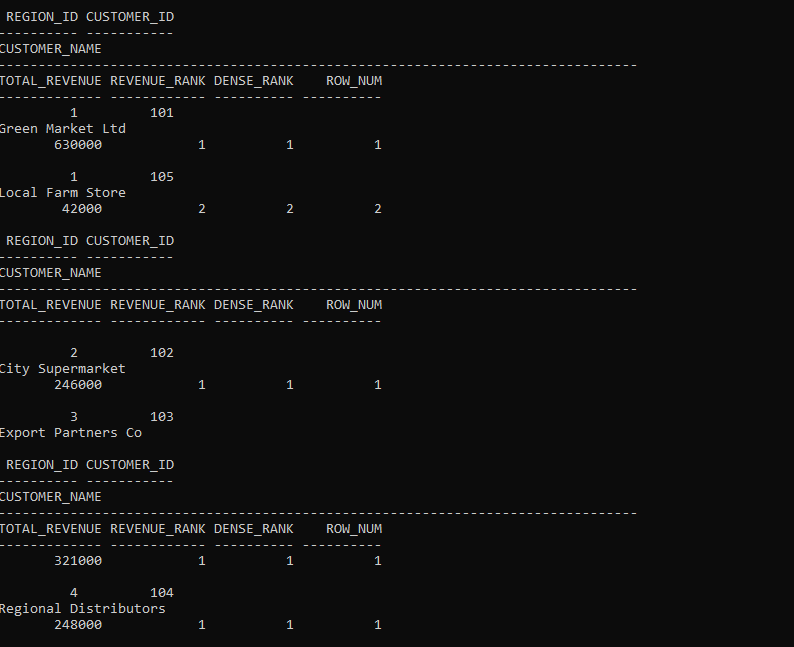 REGION_ID CUSTOMER_ID
---------- -----------
CUSTOMER_NAME
--------------------------------------------------------------------------------
TOTAL_REVENUE REVENUE_RANK DENSE_RANK    ROW_NUM
------------- ------------ ---------- ----------
         1         101
Green Market Ltd
       630000            1          1          1
         1         105
Local Farm Store
        42000            2          2          2
REGION_ID CUSTOMER_ID
---------- -----------
CUSTOMER_NAME
--------------------------------------------------------------------------------
TOTAL_REVENUE REVENUE_RANK DENSE_RANK    ROW_NUM
------------- ------------ ---------- ----------
         2         102
City Supermarket
       246000            1          1          1
         3         103
Export Partners Co
REGION_ID CUSTOMER_ID
---------- -----------
CUSTOMER_NAME
--------------------------------------------------------------------------------
TOTAL_REVENUE REVENUE_RANK DENSE_RANK    ROW_NUM
------------- ------------ ---------- ----------
       321000            1          1          1
         4         104
Regional Distributors
       248000            1          1          1